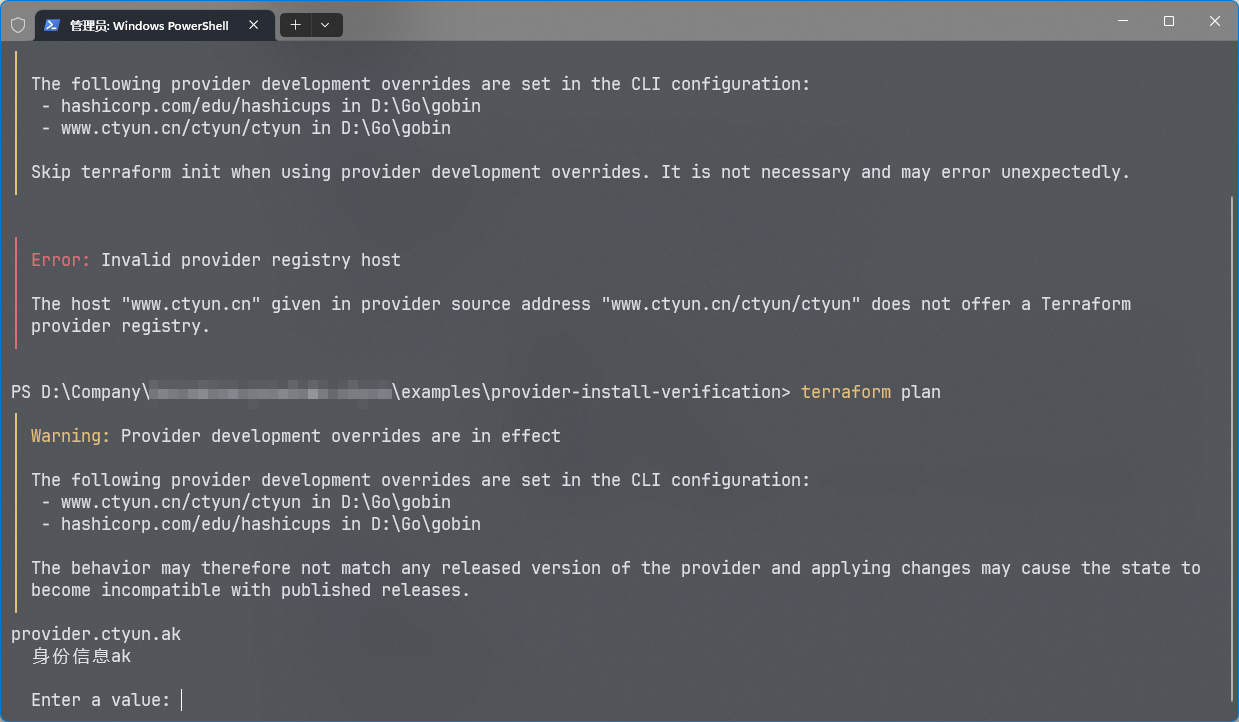 管理员: Windows PowerShell
The following provider development overrides are set in the CLI configuration:
- hashicorp.com/edu/hashicups in D:\Go\gobin
- www.ctyun.cn/ctyun/ctyun in D:\Go\gobin
Skip terraform init when using provider development overrides. It is not necessary and may error unexpectedly.
Error: Invalid provider registry host
The host "www.ctyun.cn" given in provider source address "www.ctyun.cn/ctyun/ctyun" does not offer a Terraform
provider registry.
PS D:\Company\ \examples\provider-install-verification> terraform plan
Warning: Provider development overrides are in effect
The following provider development overrides are set in the CLI configuration:
- www.ctyun.cn/ctyun/ctyun in D:\Go\gobin
- hashicorp.com/edu/hashicups in D:\Go\gobin
The behavior may therefore not match any released version of the provider and applying changes may cause the state to
become incompatible with published releases.
provider.ctyun.ak
身份信息ak
Enter a value: